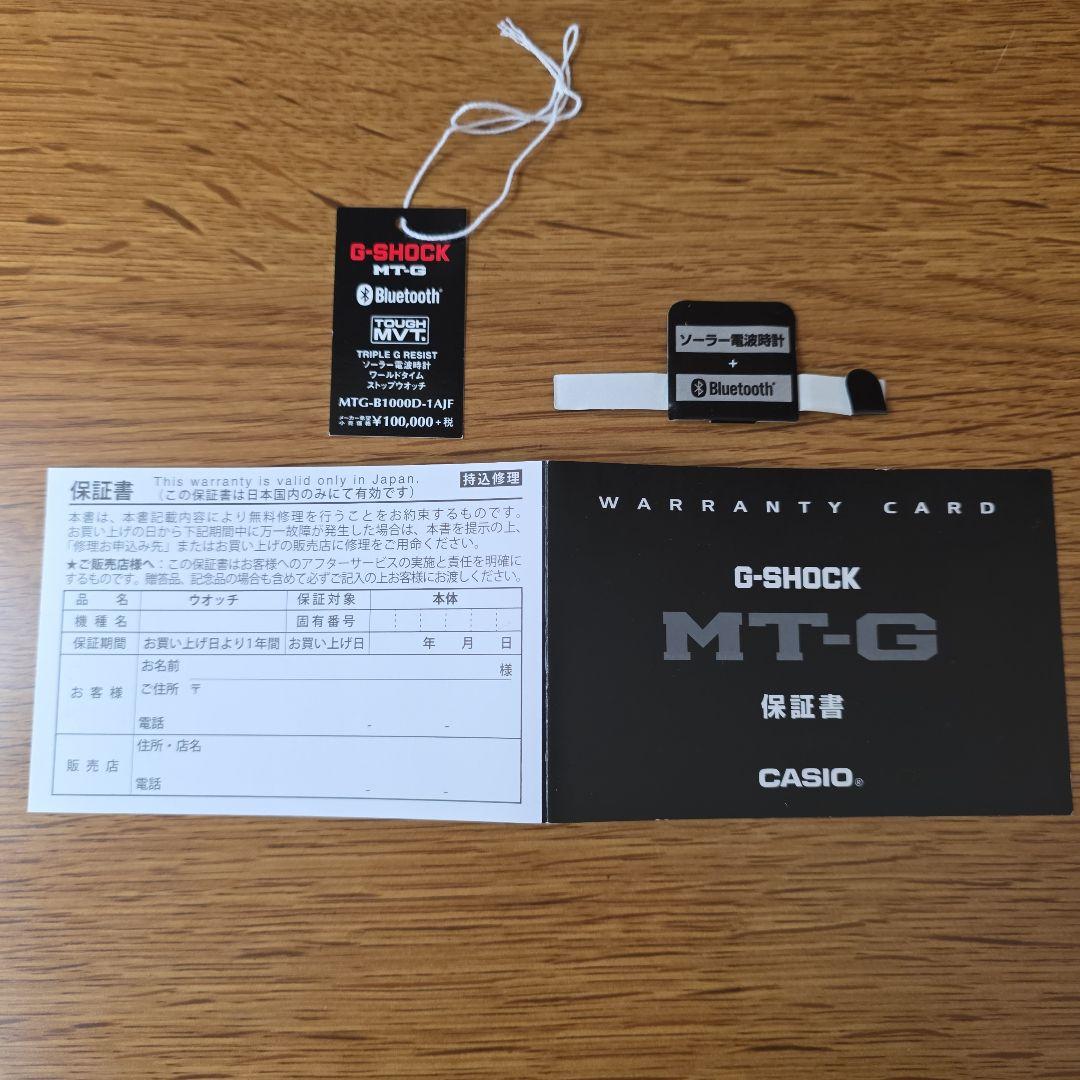 G-SHOCK
MT-G
Bluetooth®
TOUGH
MVT.
TRIPLE G RESIST
ソーラー電波時計
ワールドタイム
ストップウオッチ
MTG-B1000D-1AJF
メーカー希望
小売価格 ¥100,000+税
ソーラー電波時計
+
Bluetooth®
保証書
This warranty is valid only in Japan.
(この保証書は日本国内のみにて有効です)
持込修理
本書は、本書記載内容により無料修理を行うことをお約束するものです。
お買い上げの日から下記期間中に万一故障が発生した場合は、本書を提示の上、
「修理お申込み先」またはお買い上げの販売店に修理をご用命ください。
★ご販売店様へ：この保証書はお客様へのアフターサービスの実施と責任を明確に
するものです。贈答品、記念品の場合も含めて必ずご記入の上お客様にお渡しください。
品名 ウオッチ 保証対象 本体
機種名 固有番号
保証期間 お買い上げ日より1年間 お買い上げ日 年 月 日
お客様
お名前 様
ご住所 〒
電話 - -
販売店
住所・店名
電話 - -
WARRANTY CARD
G-SHOCK
MT-G
保証書
CASIO®